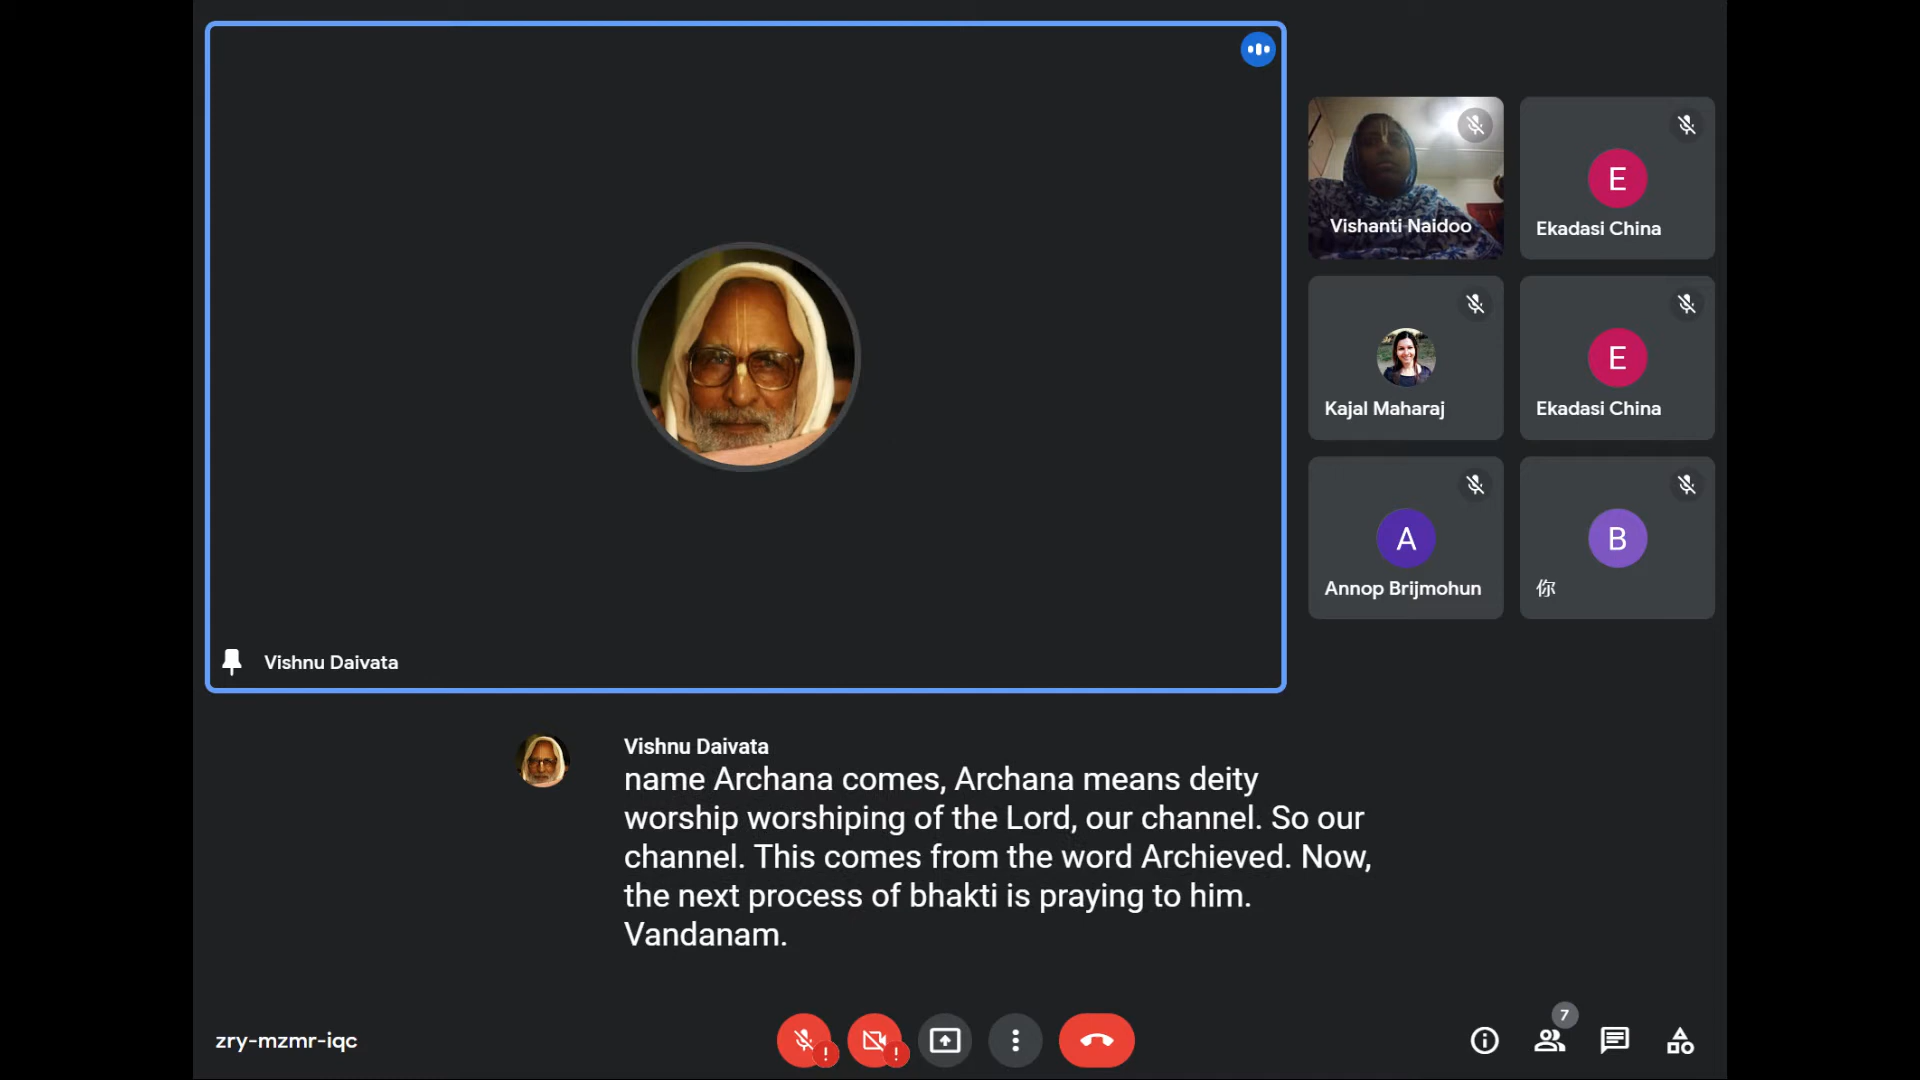 Vishanti Naidoo
E
Ekadasi China
Kajal Maharaj
E
Ekadasi China
A
Annop Brijmohun
B
你
Vishnu Daivata
Vishnu Daivata
name Archana comes, Archana means deity
worship worshiping of the Lord, our channel. So our
channel. This comes from the word Archieved. Now,
the next process of bhakti is praying to him.
Vandanam.
zry-mzmr-iqc
!
!
7